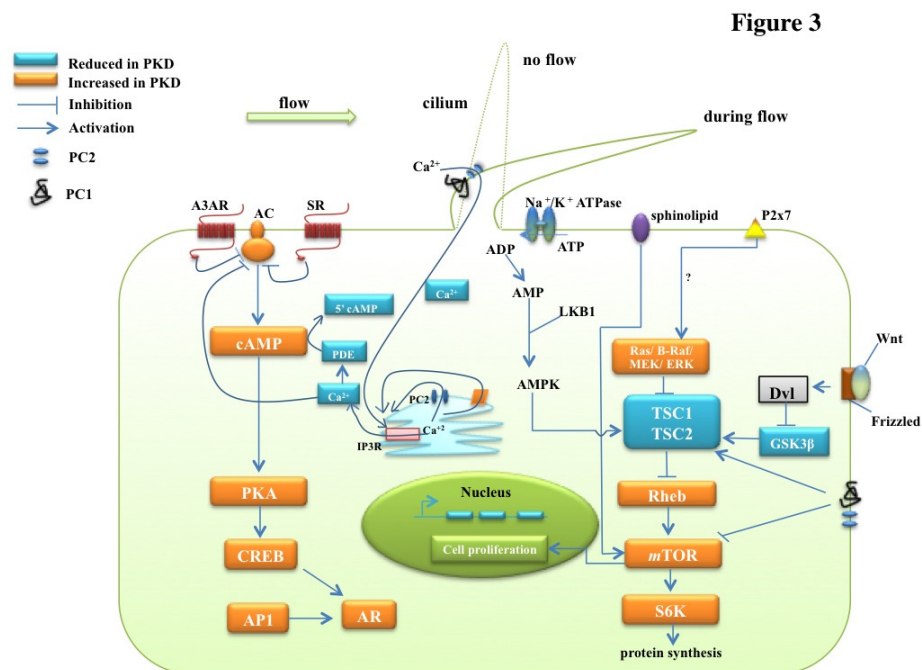 Figure 3
Reduced in PKD
Increased in PKD
Inhibition
Activation
PC2
PC1
flow
cilium
no flow
during flow
Ca2+
A3AR
AC
SR
Na +/K+ ATPase
ADP
ATP
sphinolipid
P2x7
?
AMP
LKB1
AMPK
Ca2+
5' cAMP
cAMP
PDE
Ca2+
PC2
Ca+2
IP3R
Ras/ B-Raf/
MEK/ ERK
TSC1
TSC2
Dvl
GSK3β
Wnt
Frizzled
PKA
CREB
AP1
AR
Nucleus
Cell proliferation
Rheb
mTOR
S6K
protein synthesis